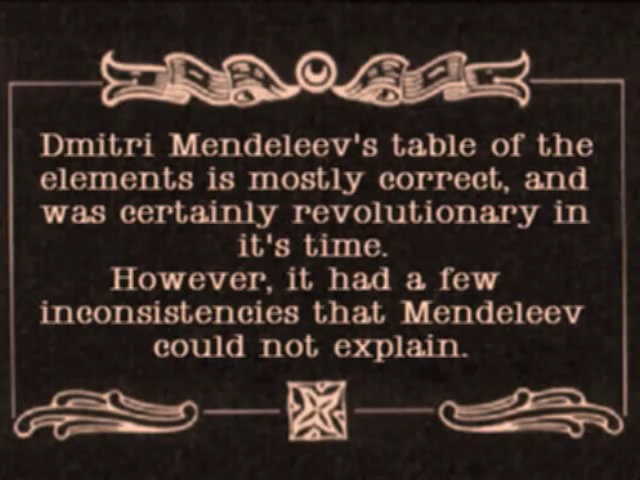 Dmitri Mendeleev's table of the
elements is mostly correct, and
was certainly revolutionary in
it's time.
However, it had a few
inconsistencies that Mendeleev
could not explain.